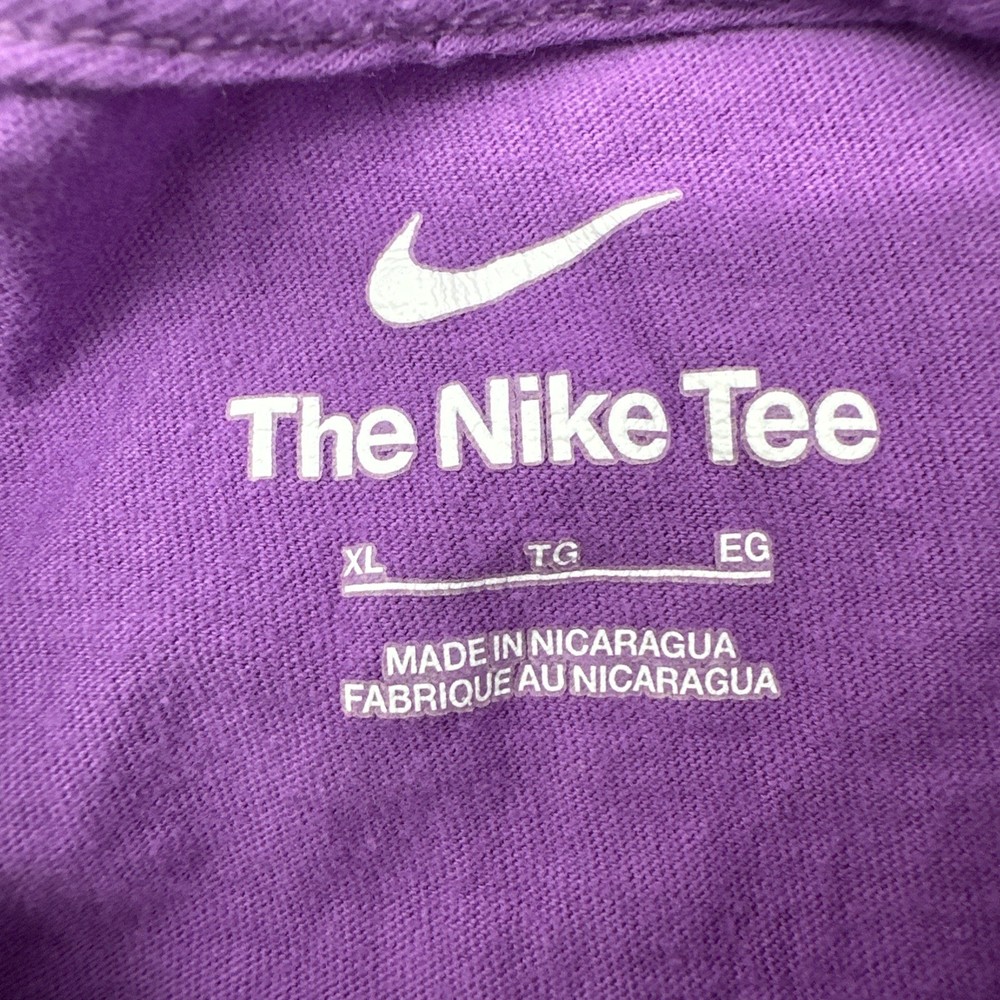 The Nike Tee
XL TG EG
MADE IN NICARAGUA
FABRIQUE AU NICARAGUA